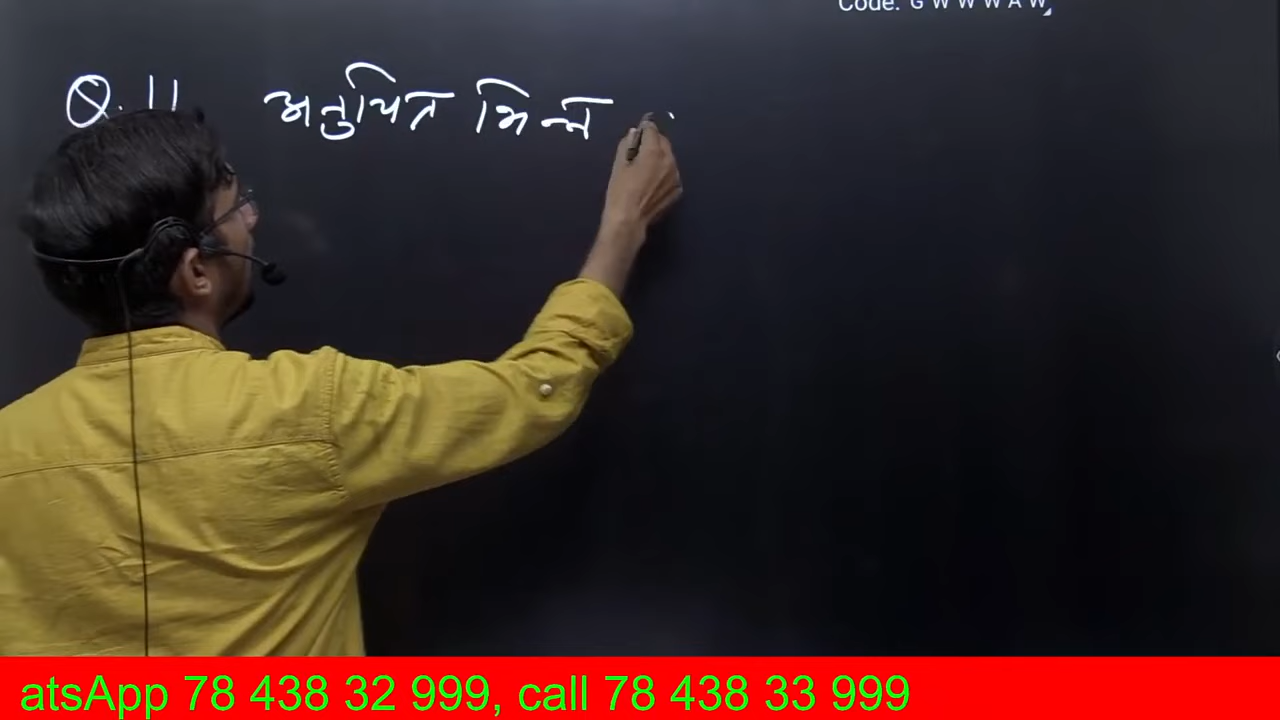 Code: G W W W A W
Q. 11 अनुचित भिन्न
atsApp 78 438 32 999, call 78 438 33 999